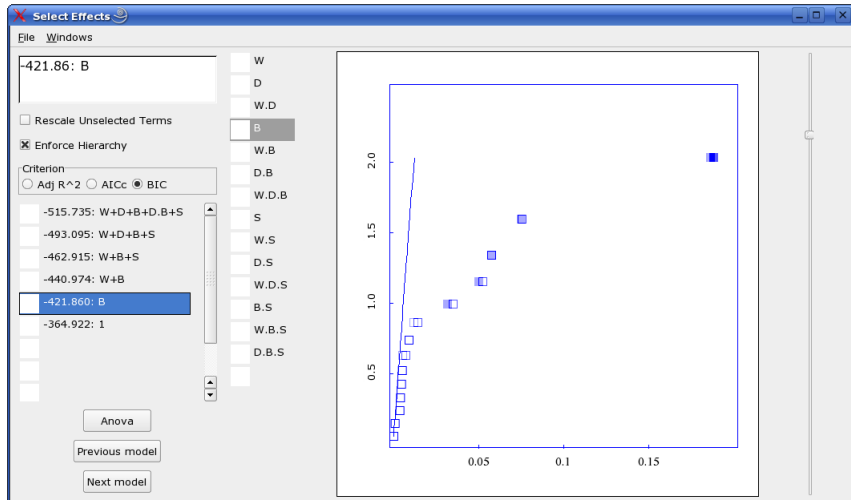 Select Effects
File Windows
-421.86: B
Rescale Unselected Terms
Enforce Hierarchy
Criterion
Adj R^2 AICc BIC
-515.735: W+D+B+D.B+S
-493.095: W+D+B+S
-462.915: W+B+S
-440.974: W+B
-421.860: B
-364.922: 1
Anova
Previous model
Next model
W
D
W.D
B
W.B
D.B
W.D.B
S
W.S
D.S
W.D.S
B.S
W.B.S
D.B.S
2.0
1.5
1.0
0.5
0.05 0.1 0.15